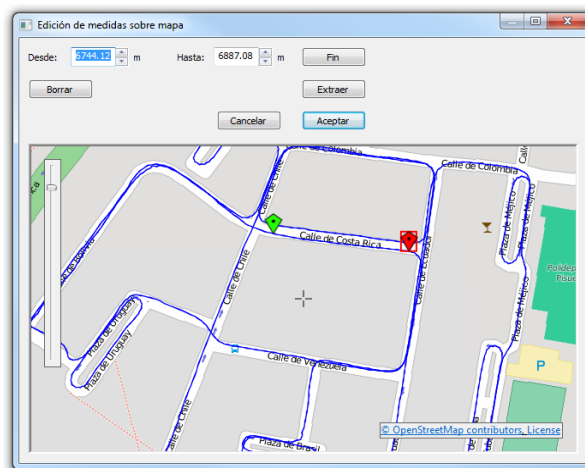 Edición de medidas sobre mapa
Desde: 6744.12 m Hasta: 6887.08 m Fin
Borrar Extraer
Cancelar Aceptar
Calle de Colombia
Calle de Colombia
Calle
Calle de Chile
Plaza de Méjico
Plaza de Méjico
Calle de Costa Rica
Calle de Ecuador
Calle de Chile
Plaza de Méjico
Plaza de Uruguay
Plaza de Uruguay
P
Calle de Venezuela
Calle de Chile
Plaza de Brasil
© OpenStreetMap contributors, License